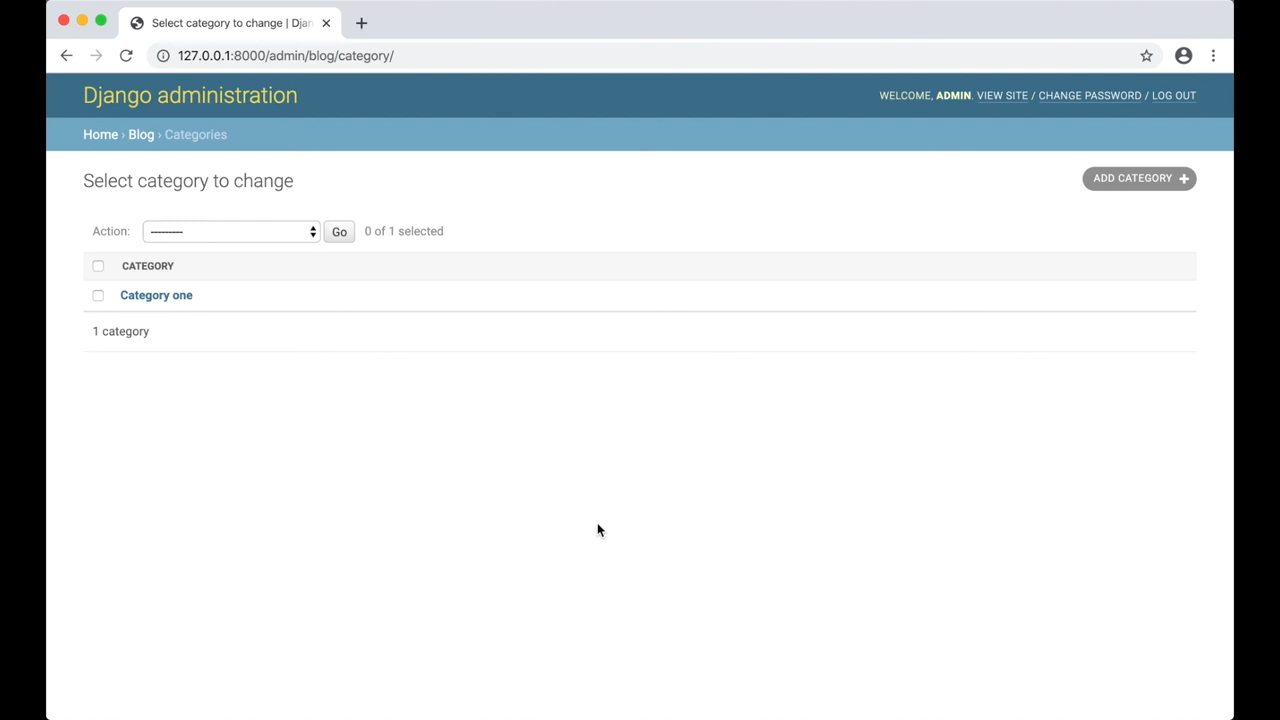 Select category to change | Djan
127.0.0.1:8000/admin/blog/category/
Django administration
WELCOME, ADMIN. VIEW SITE / CHANGE PASSWORD / LOG OUT
Home › Blog › Categories
Select category to change
ADD CATEGORY +
Action: --------- Go 0 of 1 selected
CATEGORY
Category one
1 category